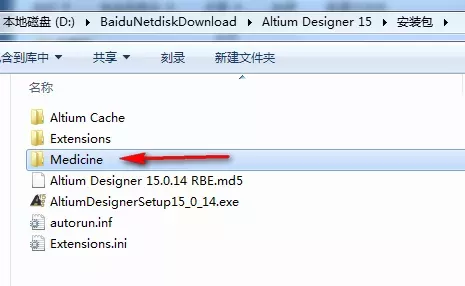 本地磁盘 (D:) ▸ BaiduNetdiskDownload ▸ Altium Designer 15 ▸ 安装包 ▸
含到库中 ▾ 共享 ▾ 刻录 新建文件夹
名称
Altium Cache
Extensions
Medicine
Altium Designer 15.0.14 RBE.md5
AltiumDesignerSetup15_0_14.exe
autorun.inf
Extensions.ini